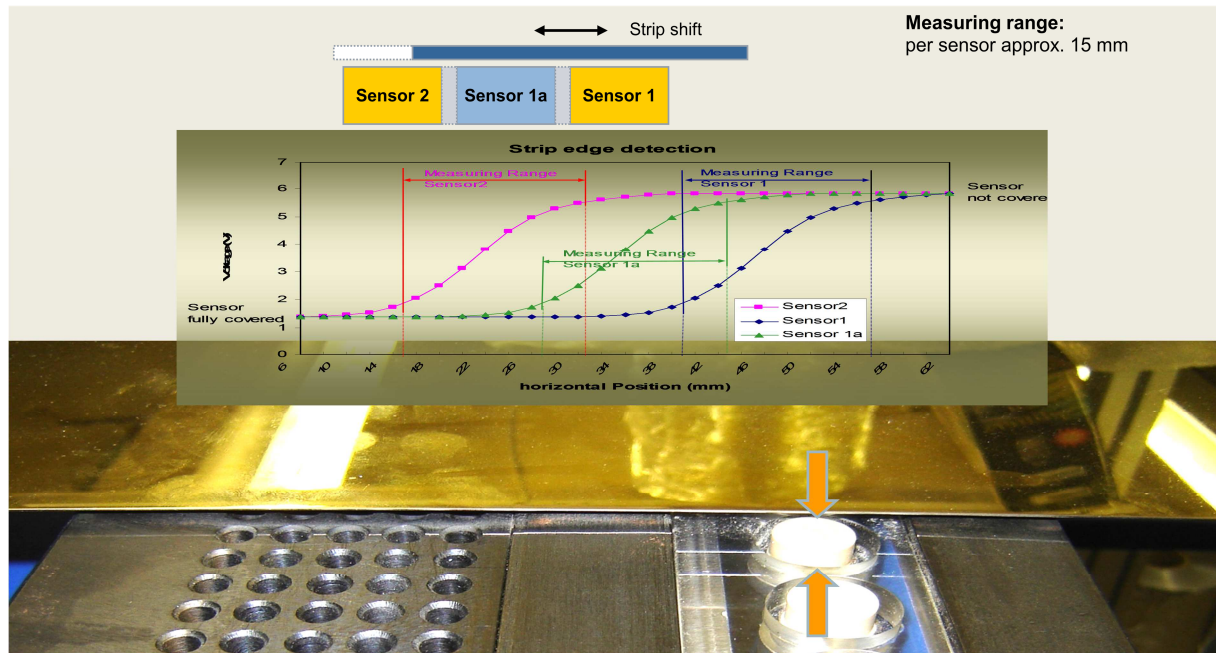 Strip shift
Measuring range:
per sensor approx. 15 mm
Sensor 2
Sensor 1a
Sensor 1
Strip edge detection
7
6
5
4
3
2
1
0
Voltage(V)
Measuring Range
Sensor2
Measuring Range
Sensor 1
Measuring Range
Sensor 1a
Sensor
not covere
Sensor
fully covered
Sensor2
Sensor1
Sensor 1a
6 10 14 18 22 26 30 34 38 42 46 50 54 58 62
horizontal Position (mm)